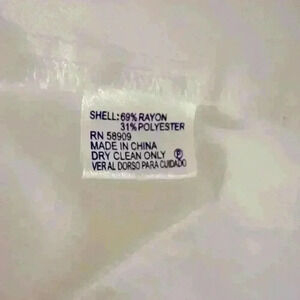 SHELL: 69% RAYON
31% POLYESTER
RN 58909
MADE IN CHINA
DRY CLEAN ONLY Ⓟ
VER AL DORSO PARA CUIDADO